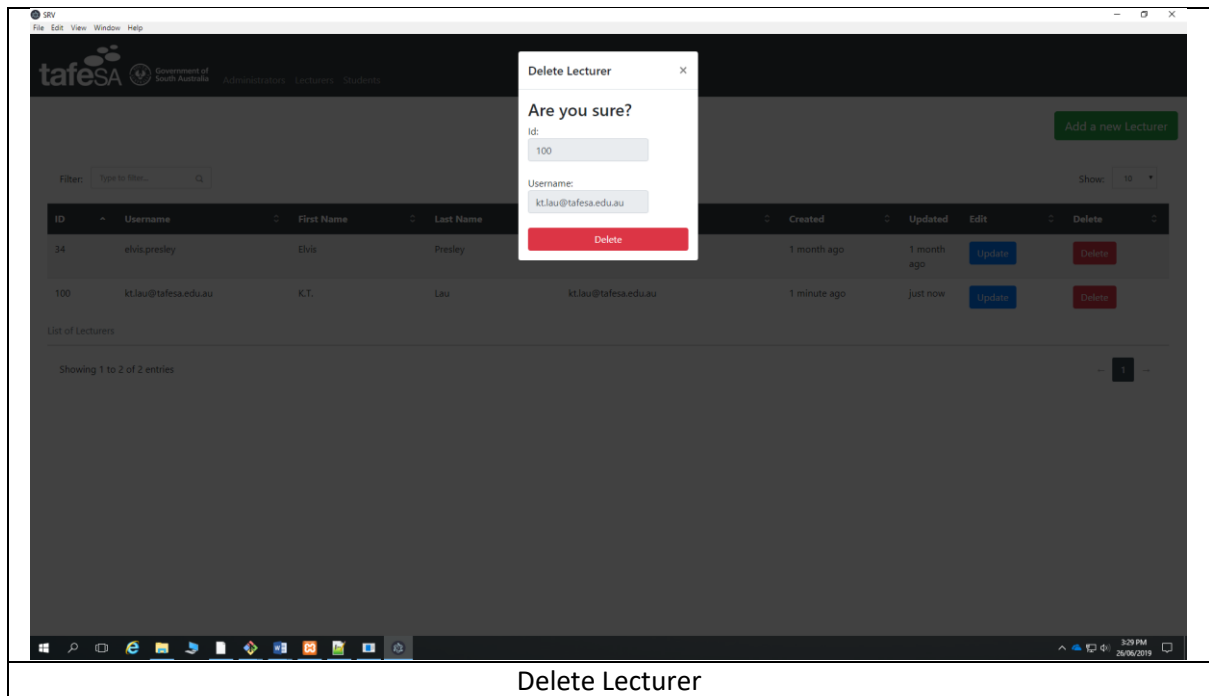 SRV
File Edit View Window Help
tafeSA Government of South Australia Administrators Lecturers Students
Delete Lecturer ×
Are you sure?
Id:
100
Username:
kt.lau@tafesa.edu.au
Delete
Add a new Lecturer
Filter: Type to filter... Show: 10
ID Username First Name Last Name Created Updated Edit Delete
34 elvis.presley Elvis Presley 1 month ago 1 month ago Update Delete
100 kt.lau@tafesa.edu.au K.T. Lau kt.lau@tafesa.edu.au 1 minute ago just now Update Delete
List of Lecturers
Showing 1 to 2 of 2 entries ← 1 →
3:29 PM
26/06/2019
Delete Lecturer